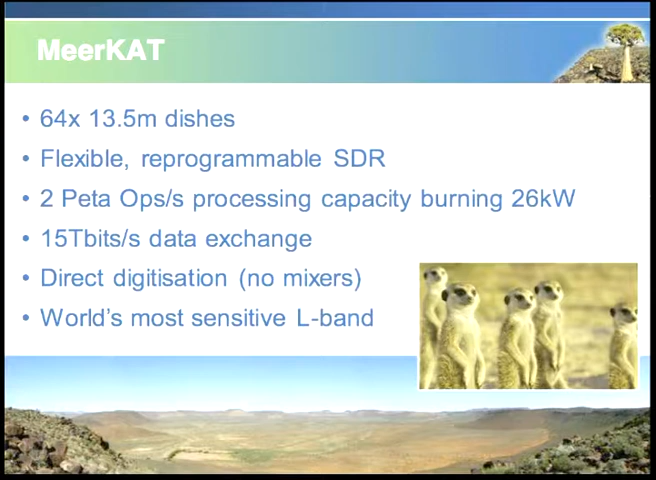 MeerKAT
• 64x 13.5m dishes
• Flexible, reprogrammable SDR
• 2 Peta Ops/s processing capacity burning 26kW
• 15Tbits/s data exchange
• Direct digitisation (no mixers)
• World's most sensitive L-band